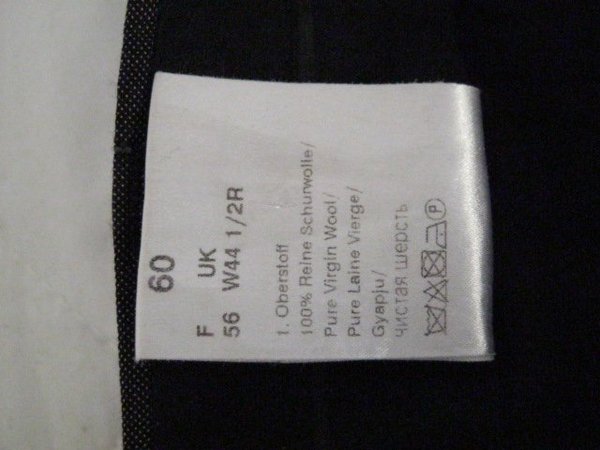 60
F UK
56 W44 1/2R
1. Oberstoff
100% Reine Schurwolle/
Pure Virgin Wool/
Pure Laine Vierge/
Gyapju/
чистая шерсть
P